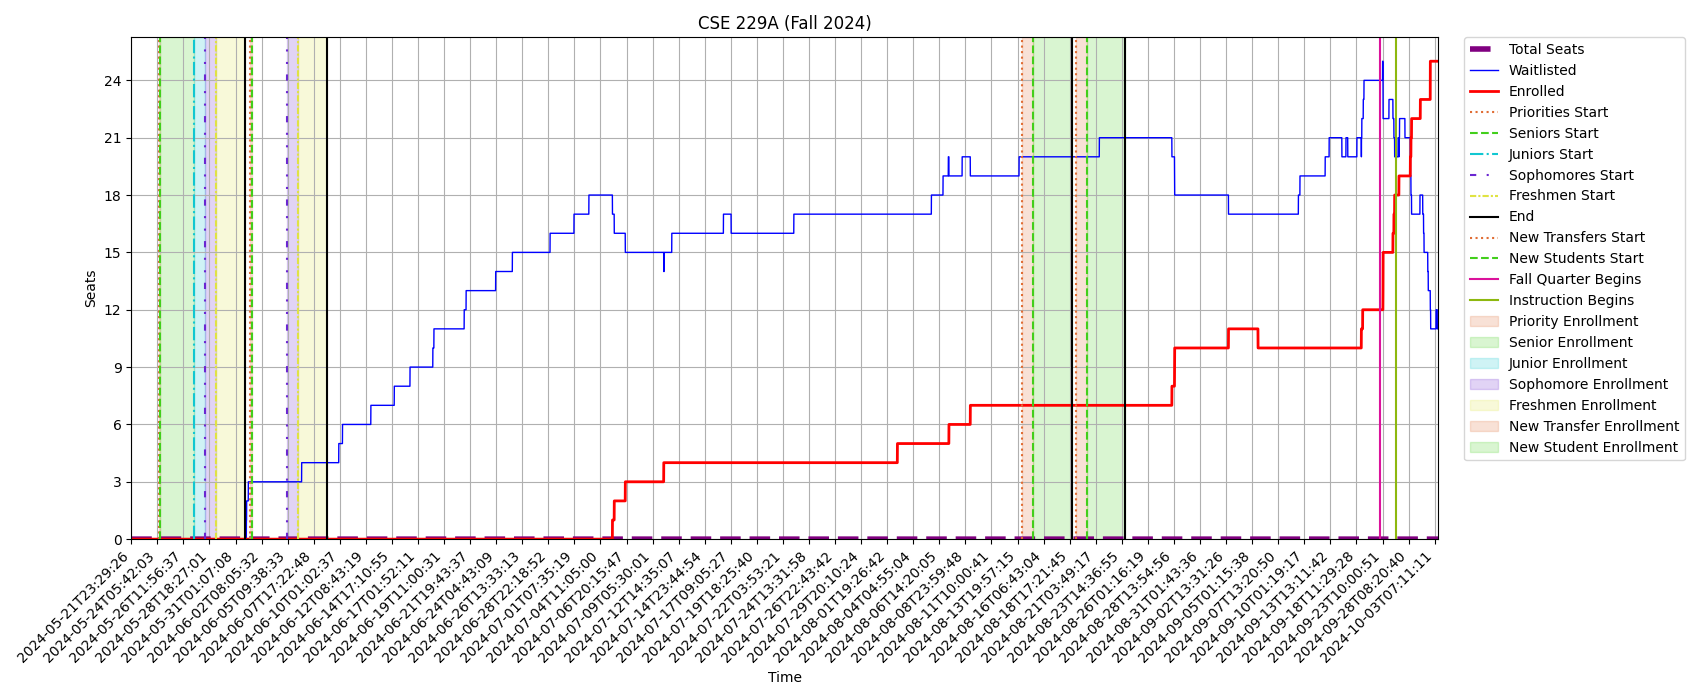 CSE 229A (Fall 2024)
Seats
24
21
18
15
12
9
6
3
0
2024-05-21T23:29:26
2024-05-24T05:42:03
2024-05-26T11:56:37
2024-05-28T18:27:01
2024-05-31T01:07:08
2024-06-02T08:05:32
2024-06-05T09:38:33
2024-06-07T17:22:48
2024-06-10T01:02:37
2024-06-12T08:43:19
2024-06-14T17:10:55
2024-06-17T01:52:11
2024-06-19T11:00:31
2024-06-21T19:43:37
2024-06-24T04:43:09
2024-06-26T13:33:13
2024-06-28T22:18:52
2024-07-01T07:35:19
2024-07-04T11:05:00
2024-07-06T20:15:47
2024-07-09T05:30:01
2024-07-12T14:35:07
2024-07-14T23:44:54
2024-07-17T09:05:27
2024-07-19T18:25:40
2024-07-22T03:53:21
2024-07-24T13:31:58
2024-07-26T22:43:42
2024-07-29T20:10:24
2024-08-01T19:26:42
2024-08-04T04:55:04
2024-08-06T14:20:05
2024-08-08T23:59:48
2024-08-11T10:00:41
2024-08-13T19:57:15
2024-08-16T06:43:04
2024-08-18T17:21:45
2024-08-21T03:49:17
2024-08-23T14:36:55
2024-08-26T01:16:19
2024-08-28T13:54:56
2024-08-31T01:43:36
2024-09-02T13:31:26
2024-09-05T01:15:38
2024-09-07T13:20:50
2024-09-10T01:19:17
2024-09-13T13:11:42
2024-09-18T11:29:28
2024-09-23T10:00:51
2024-09-28T08:20:40
2024-10-03T07:11:11
Time
Total Seats
Waitlisted
Enrolled
Priorities Start
Seniors Start
Juniors Start
Sophomores Start
Freshmen Start
End
New Transfers Start
New Students Start
Fall Quarter Begins
Instruction Begins
Priority Enrollment
Senior Enrollment
Junior Enrollment
Sophomore Enrollment
Freshmen Enrollment
New Transfer Enrollment
New Student Enrollment